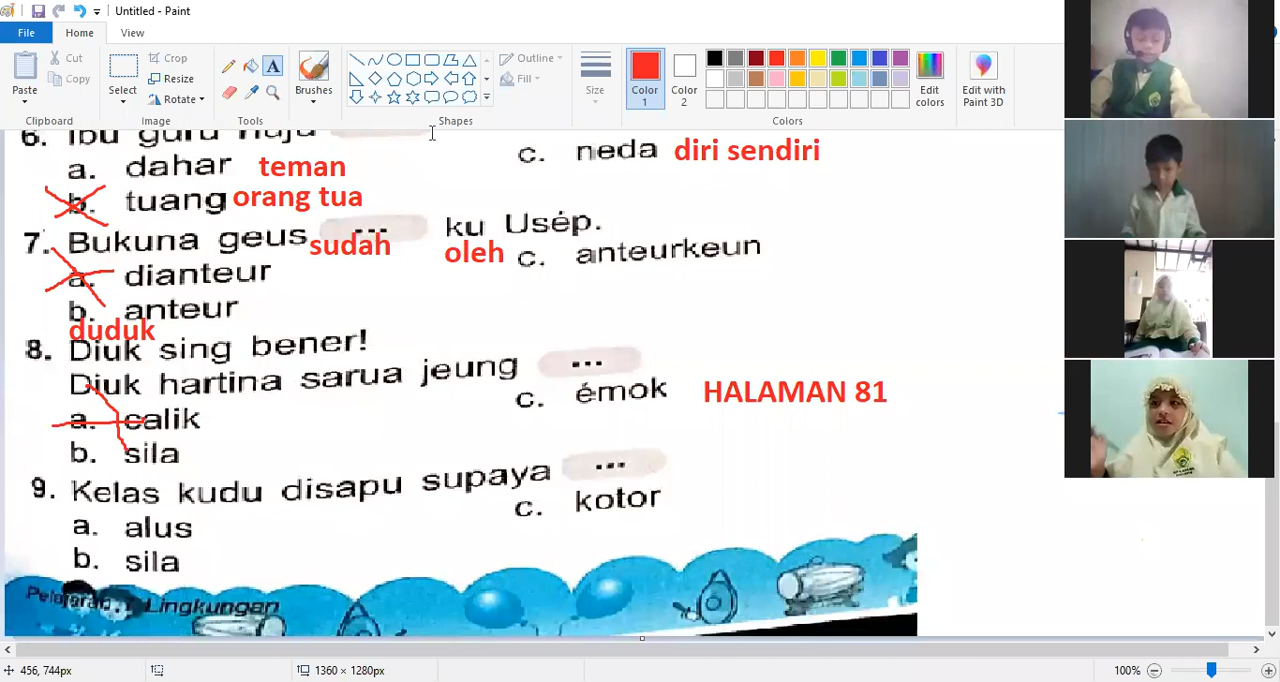 Untitled - Paint
File Home View
Paste
Cut
Copy
Clipboard
Select
Crop
Resize
Rotate
Image
A
Tools
Brushes
Outline
Fill
Shapes
Size
Color 1
Color 2
Edit colors
Edit with Paint 3D
Colors
6. Ibu guru nuju
a. dahar teman
c. neda diri sendiri
b. tuang orang tua
7. Bukuna geus ... ku Usép.
sudah oleh
a. dianteur
c. anteurkeun
b. anteur
duduk
8. Diuk sing bener!
Diuk hartina sarua jeung ...
a. calik
c. émok HALAMAN 81
b. sila
9. Kelas kudu disapu supaya ...
a. alus
c. kotor
b. sila
Pelajaran 7 Lingkungan
456, 744px
1360 × 1280px
100%